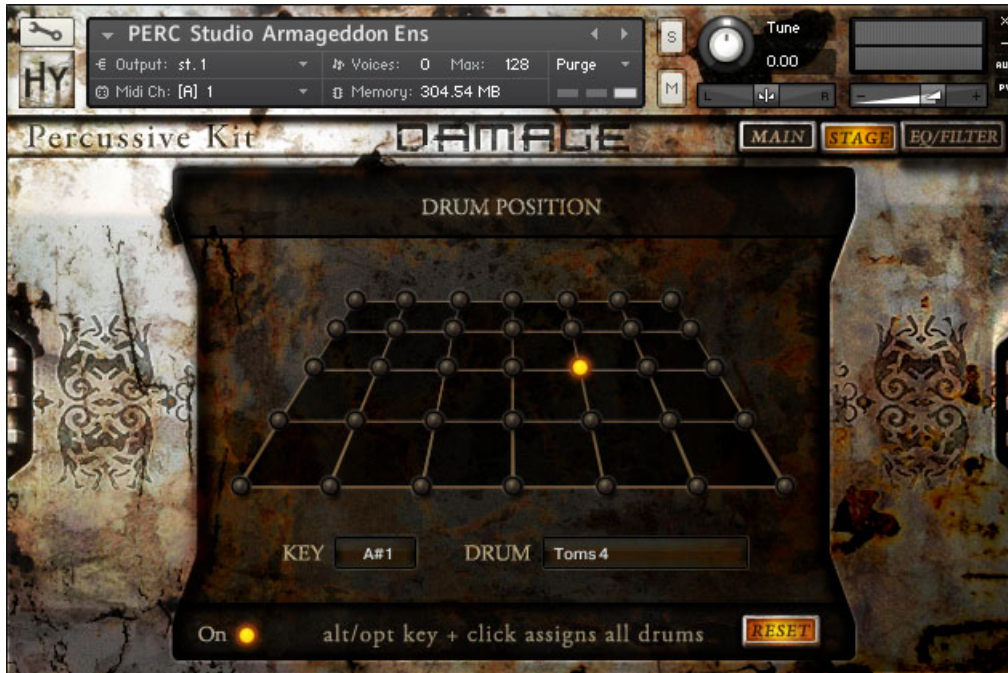 PERC Studio Armageddon Ens
S
Tune
0.00
Output: st.1
Voices: 0 Max: 128
Purge
HY
Midi Ch: [A] 1
Memory: 304.54 MB
M
L
R
Percussive Kit
DAMAGE
MAIN
STAGE
EQ/FILTER
DRUM POSITION
KEY
A#1
DRUM
Toms 4
On
alt/opt key + click assigns all drums
RESET